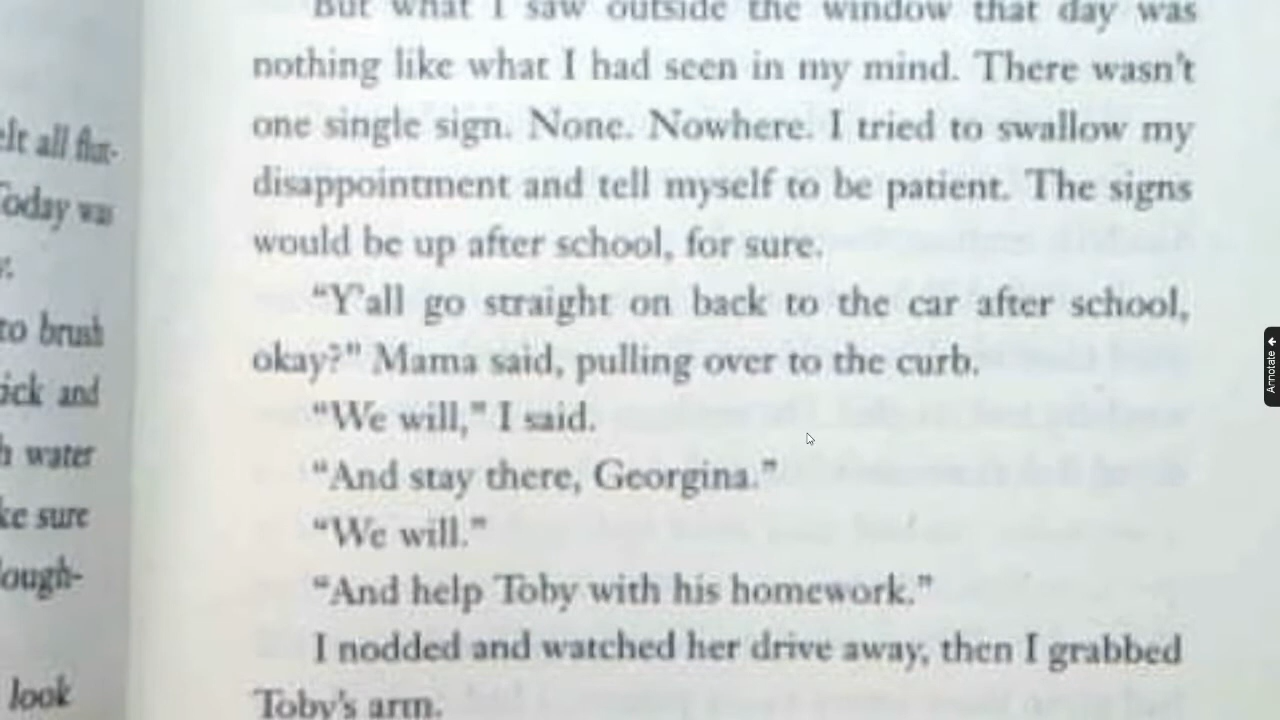 elt all flut-
Today was
y.
to brush
ick and
h water
ke sure
lough-
look
But what I saw outside the window that day was
nothing like what I had seen in my mind. There wasn't
one single sign. None. Nowhere. I tried to swallow my
disappointment and tell myself to be patient. The signs
would be up after school, for sure.
“Y'all go straight on back to the car after school,
okay?” Mama said, pulling over to the curb.
“We will,” I said.
“And stay there, Georgina.”
“We will.”
“And help Toby with his homework.”
I nodded and watched her drive away, then I grabbed
Toby's arm.
Annotate